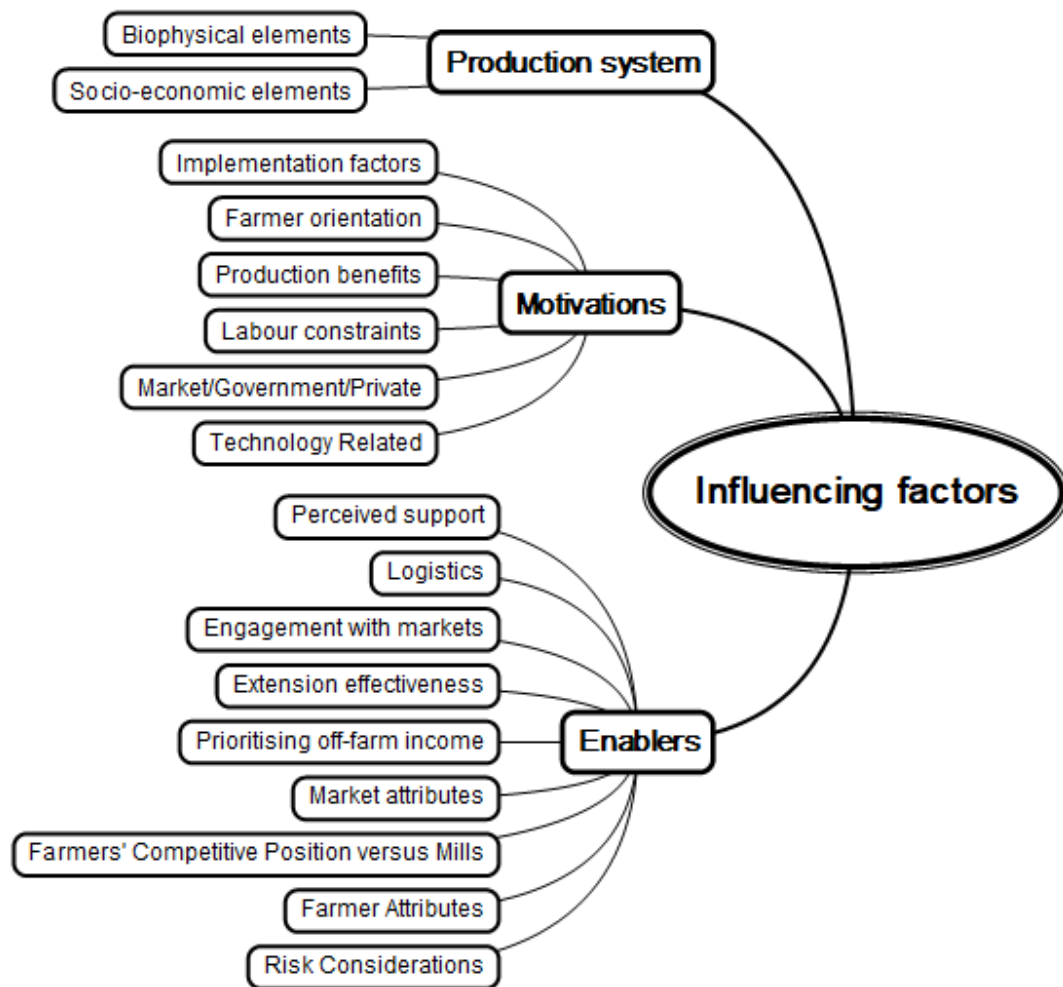 Biophysical elements
Production system
Socio-economic elements
Implementation factors
Farmer orientation
Production benefits
Motivations
Labour constraints
Market/Government/Private
Technology Related
Influencing factors
Perceived support
Logistics
Engagement with markets
Extension effectiveness
Prioritising off-farm income
Enablers
Market attributes
Farmers' Competitive Position versus Mills
Farmer Attributes
Risk Considerations